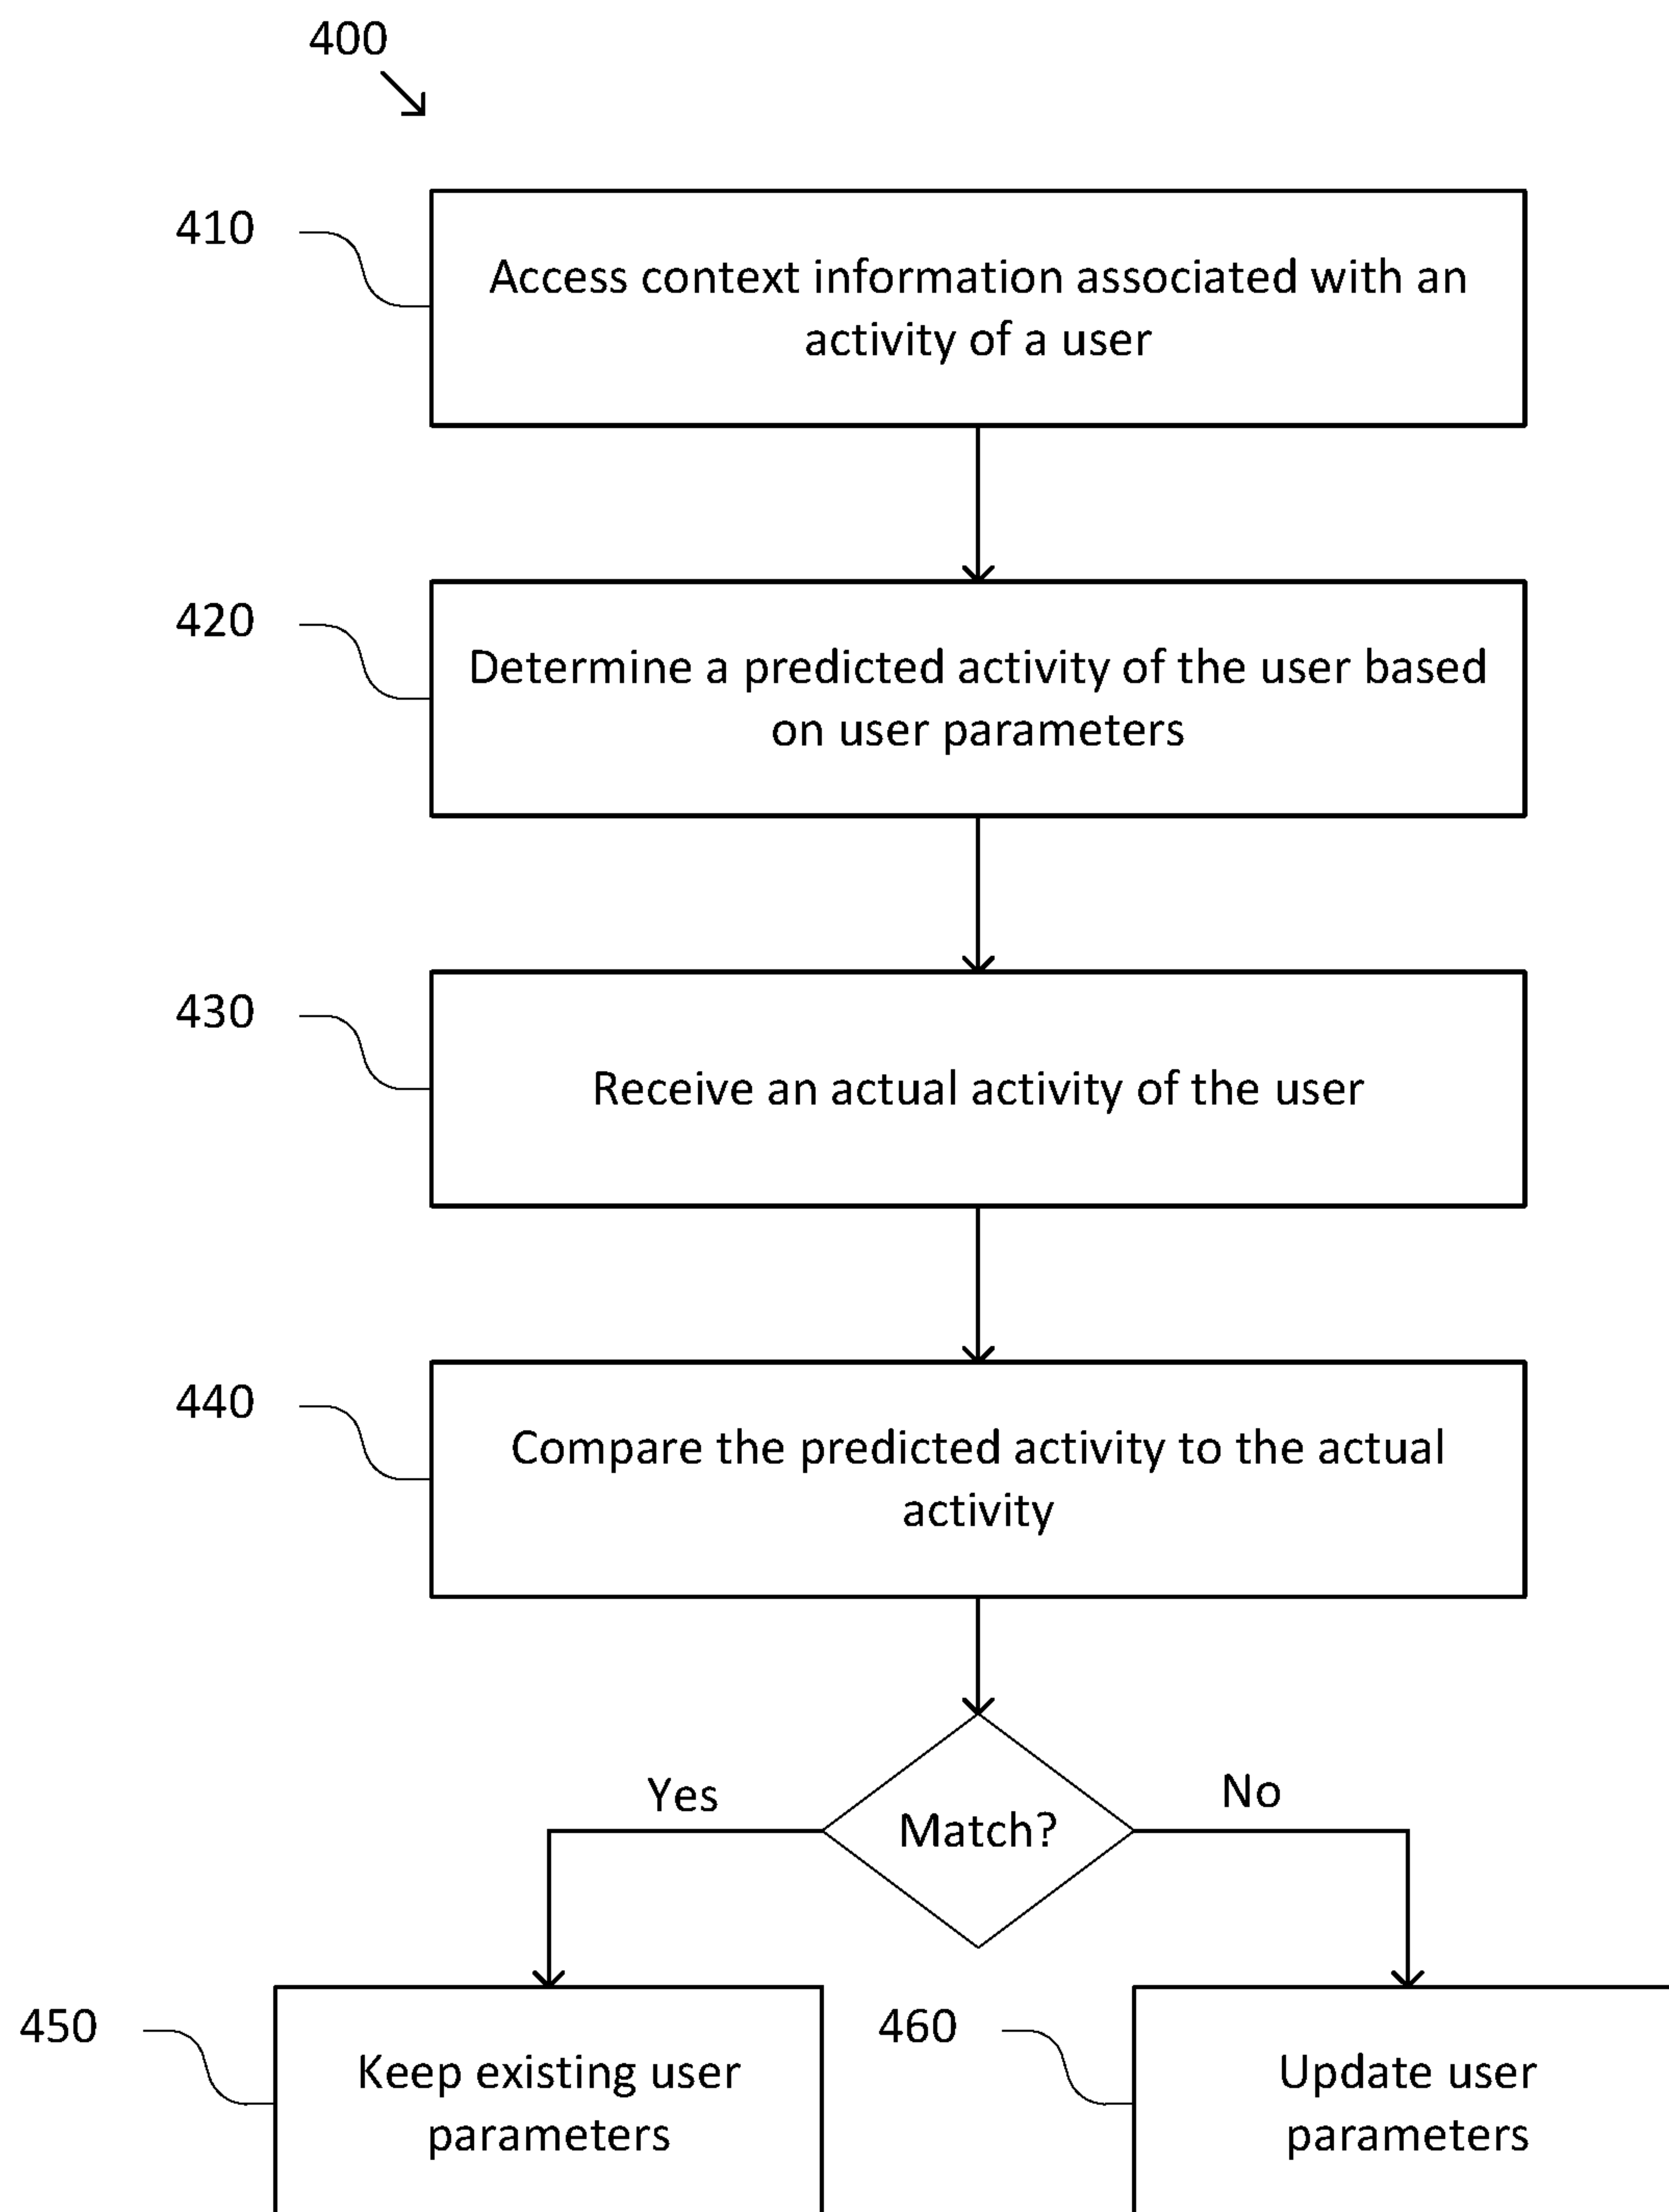 400
410
Access context information associated with an
activity of a user
420
Determine a predicted activity of the user based
on user parameters
430
Receive an actual activity of the user
440
Compare the predicted activity to the actual
activity
Yes
No
Match?
450
Keep existing user
parameters
460
Update user
parameters